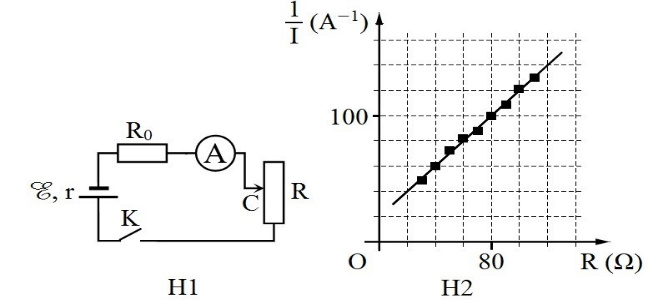 R₀
A
ℰ, r
C
R
K
H1
1/I (A⁻¹)
100
O
80
R (Ω)
H2